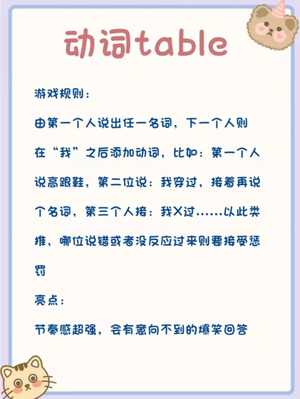 动词table
游戏规则：
由第一个人说出任一名词，下一个人则
在“我”之后添加动词，比如：第一个人
说高跟鞋，第二位说：我穿过，接着再说
个名词，第三个人接：我X过......以此类
推，哪位说错或者没反应过来则要接受惩
罚
亮点：
节奏感超强，会有意向不到的爆笑回答